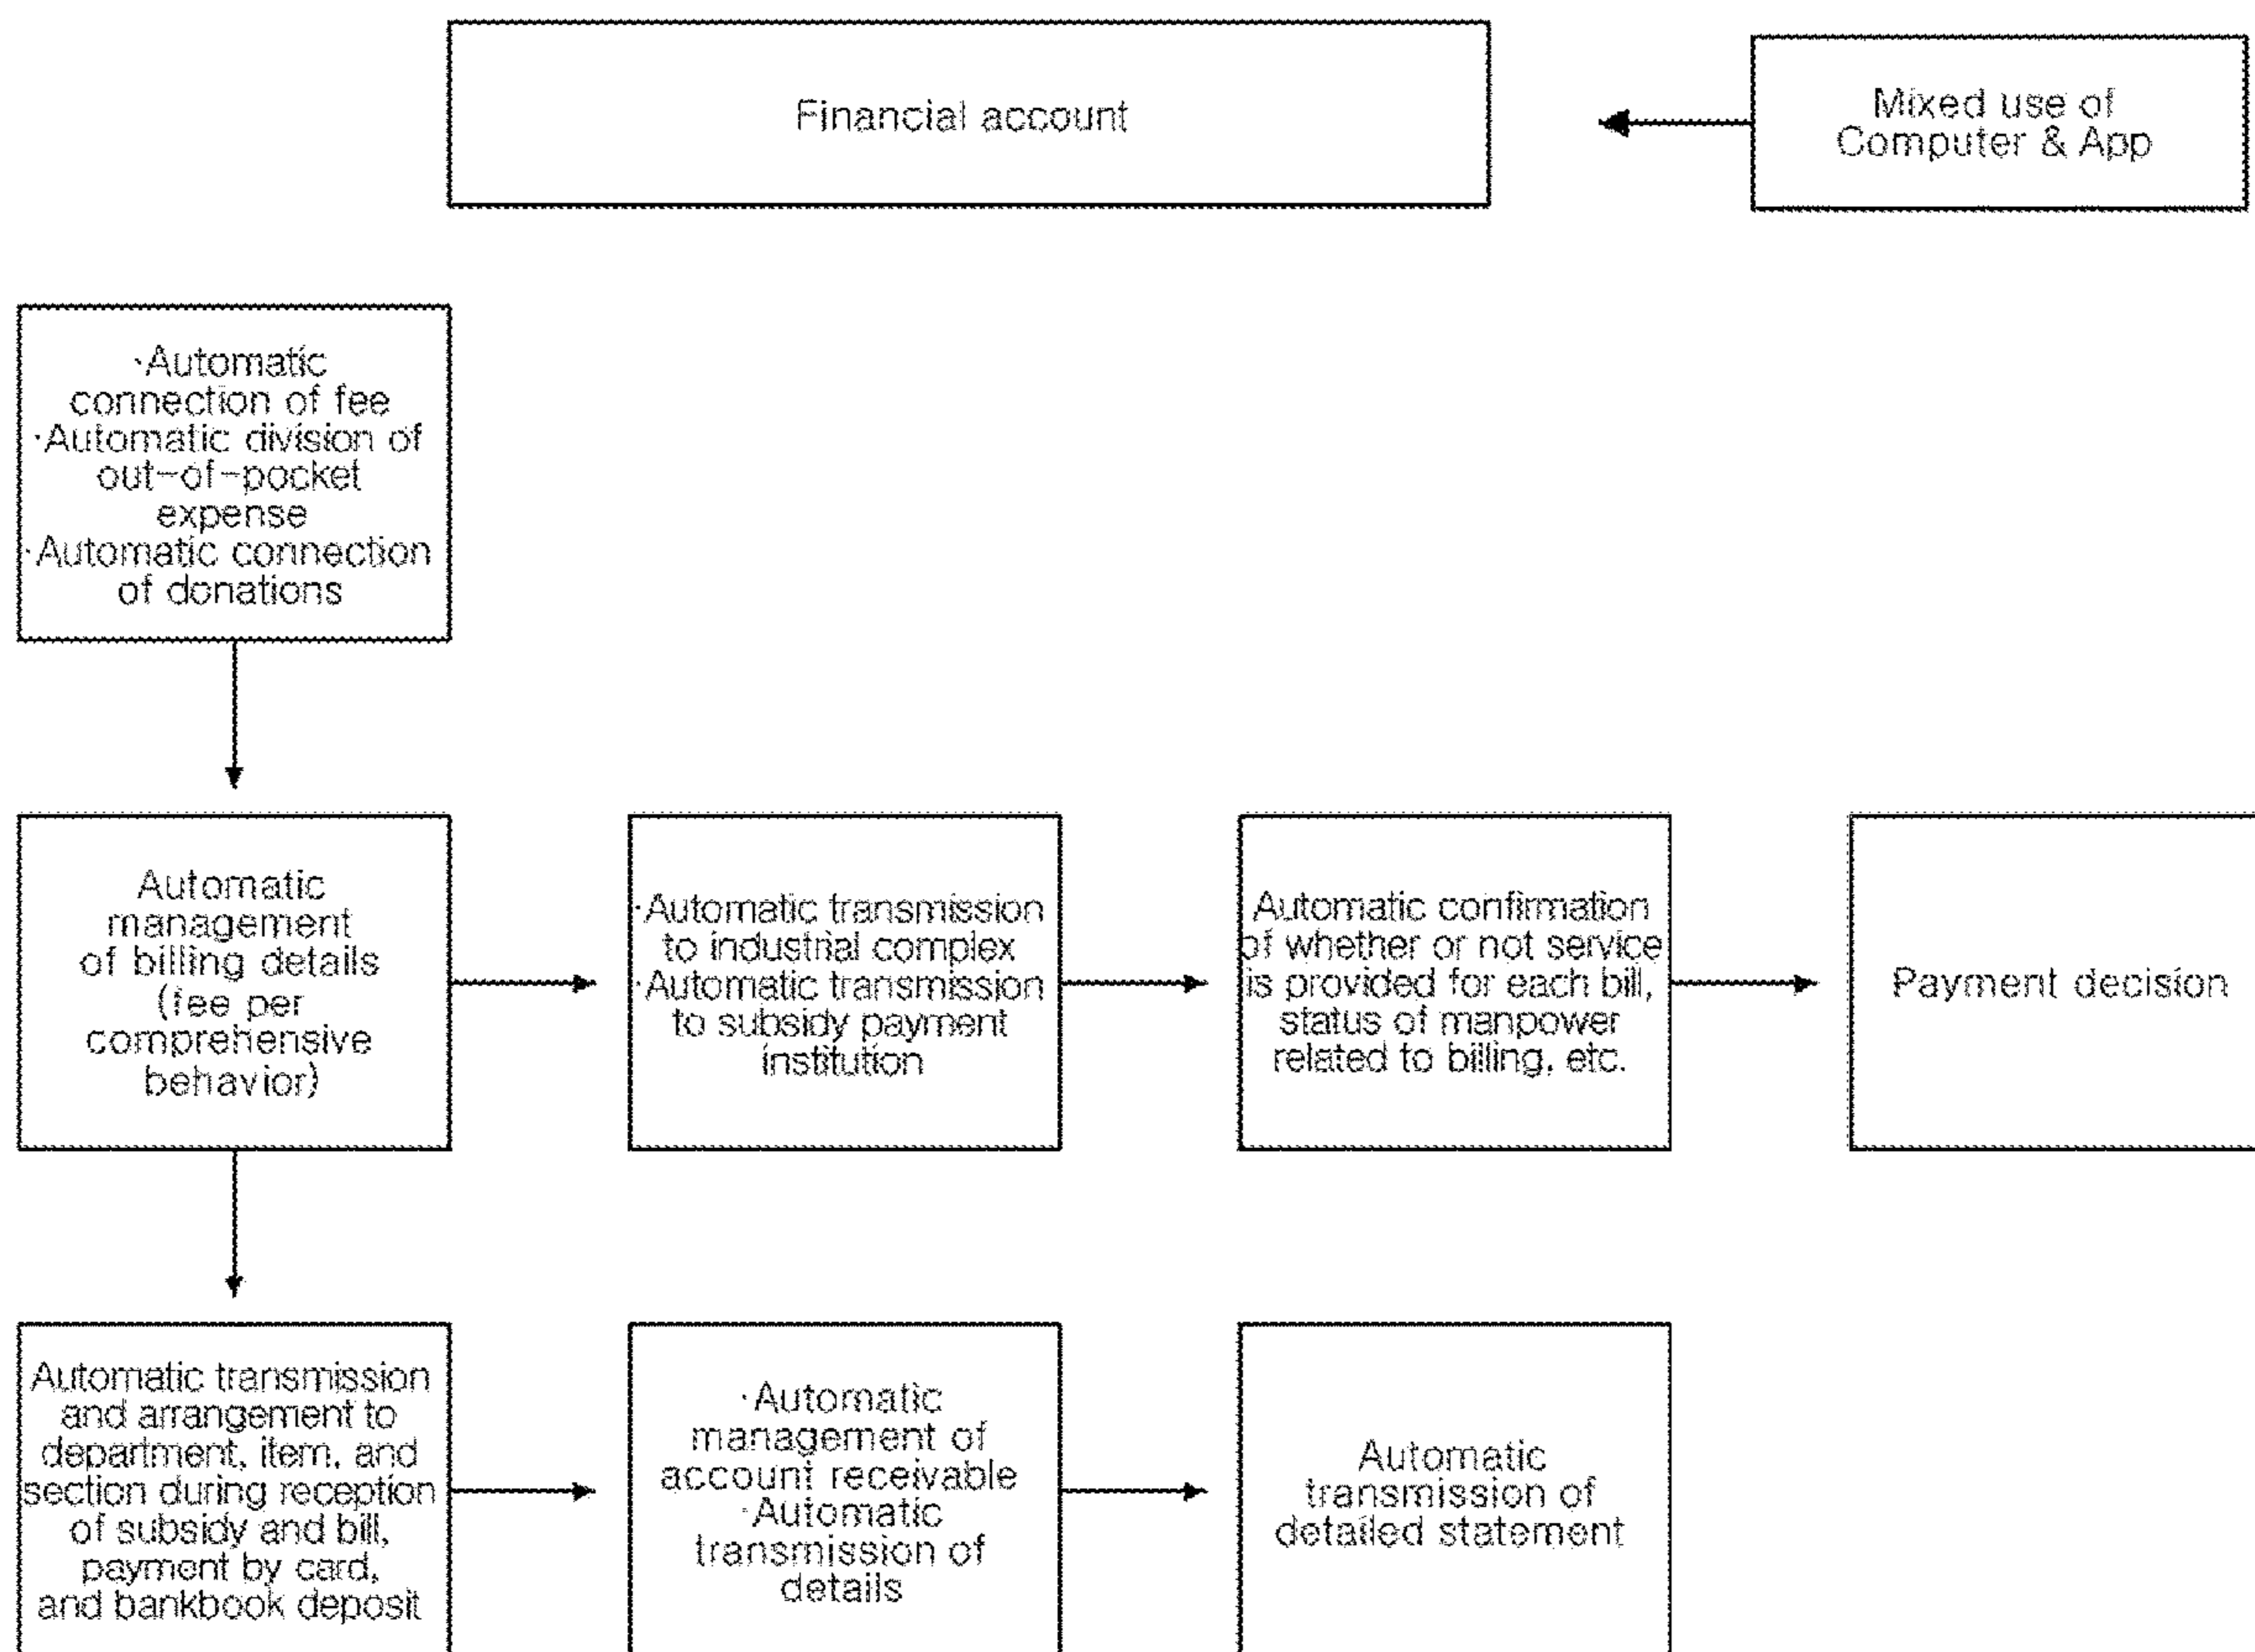 Financial account
Mixed use of
Computer & App
·Automatic
connection of fee
·Automatic division of
out-of-pocket
expense
·Automatic connection
of donations
Automatic
management
of billing details
(fee per
comprehensive
behavior)
·Automatic transmission
to industrial complex
·Automatic transmission
to subsidy payment
institution
Automatic confirmation
of whether or not service
is provided for each bill,
status of manpower
related to billing, etc.
Payment decision
Automatic transmission
and arrangement to
department, item, and
section during reception
of subsidy and bill,
payment by card,
and bankbook deposit
·Automatic
management of
account receivable
·Automatic
transmission of
details
Automatic
transmission of
detailed statement